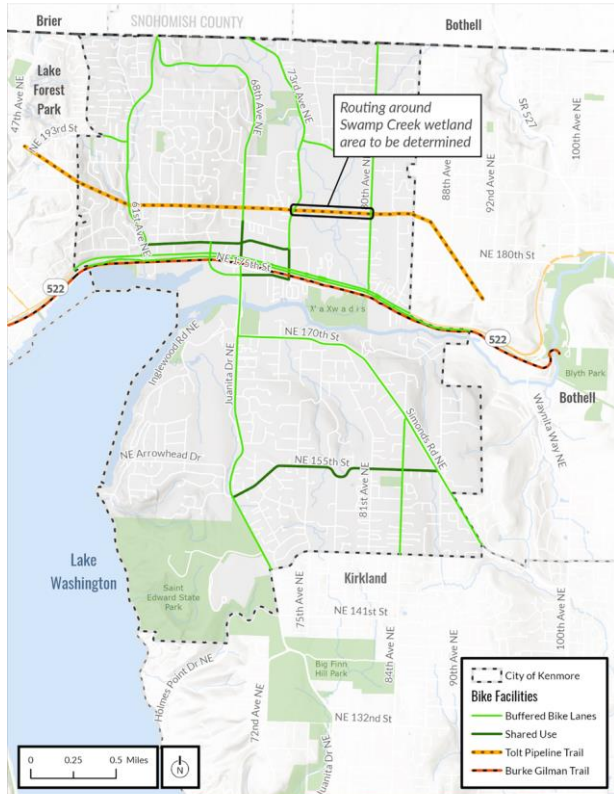 Brier
SNOHOMISH COUNTY
Bothell
Lake
Forest
Park
47th Ave NE
NE 193rd St
61st Ave NE
68th Ave NE
73rd Ave NE
Routing around
Swamp Creek wetland
area to be determined
80th Ave NE
88th Ave NE
92nd Ave NE
SR 527
100th Ave NE
NE 180th St
NE 175th St
522
522
X̌ʷa Xwadis
Blyth Park
Bothell
Waynita Way NE
Inglewood Rd NE
Juanita Dr NE
NE 170th St
Simonds Rd NE
NE Arrowhead Dr
NE 155th St
81st Ave NE
Lake
Washington
Saint
Edward State
Park
Kirkland
75th Ave NE
NE 141st St
84th Ave NE
90th Ave NE
100th Ave NE
Big Finn
Hill Park
Holmes Point Dr NE
72nd Ave NE
NE 132nd St
City of Kenmore
Bike Facilities
Buffered Bike Lanes
Shared Use
Tolt Pipeline Trail
Burke Gilman Trail
0 0.25 0.5 Miles
N